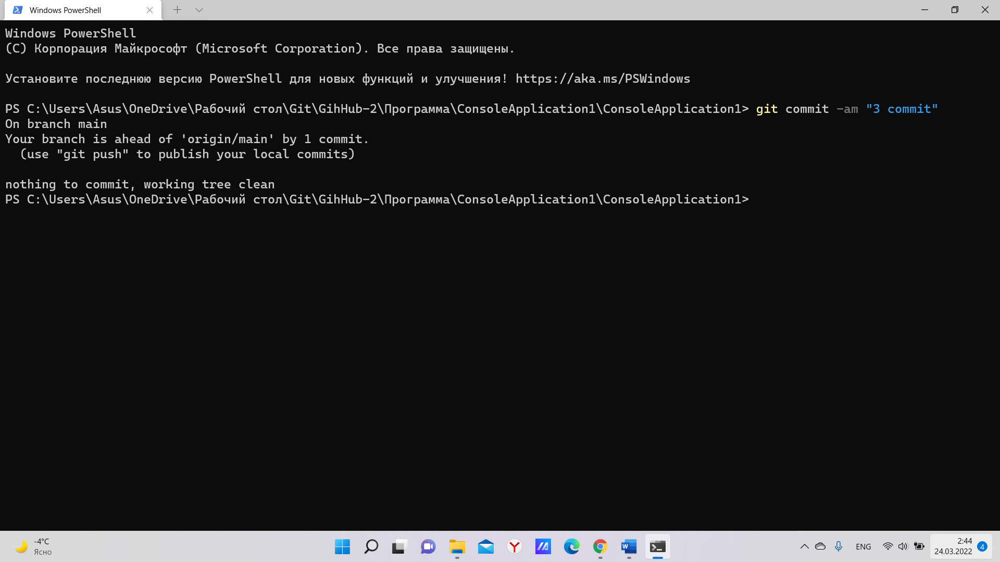 Windows PowerShell
Windows PowerShell
(C) Корпорация Майкрософт (Microsoft Corporation). Все права защищены.
Установите последнюю версию PowerShell для новых функций и улучшения! https://aka.ms/PSWindows
PS C:\Users\Asus\OneDrive\Рабочий стол\Git\GihHub-2\Программа\ConsoleApplication1\ConsoleApplication1> git commit -am "3 commit"
On branch main
Your branch is ahead of 'origin/main' by 1 commit.
  (use "git push" to publish your local commits)
nothing to commit, working tree clean
PS C:\Users\Asus\OneDrive\Рабочий стол\Git\GihHub-2\Программа\ConsoleApplication1\ConsoleApplication1>
-4°C
Ясно
ENG
2:44
24.03.2022
4